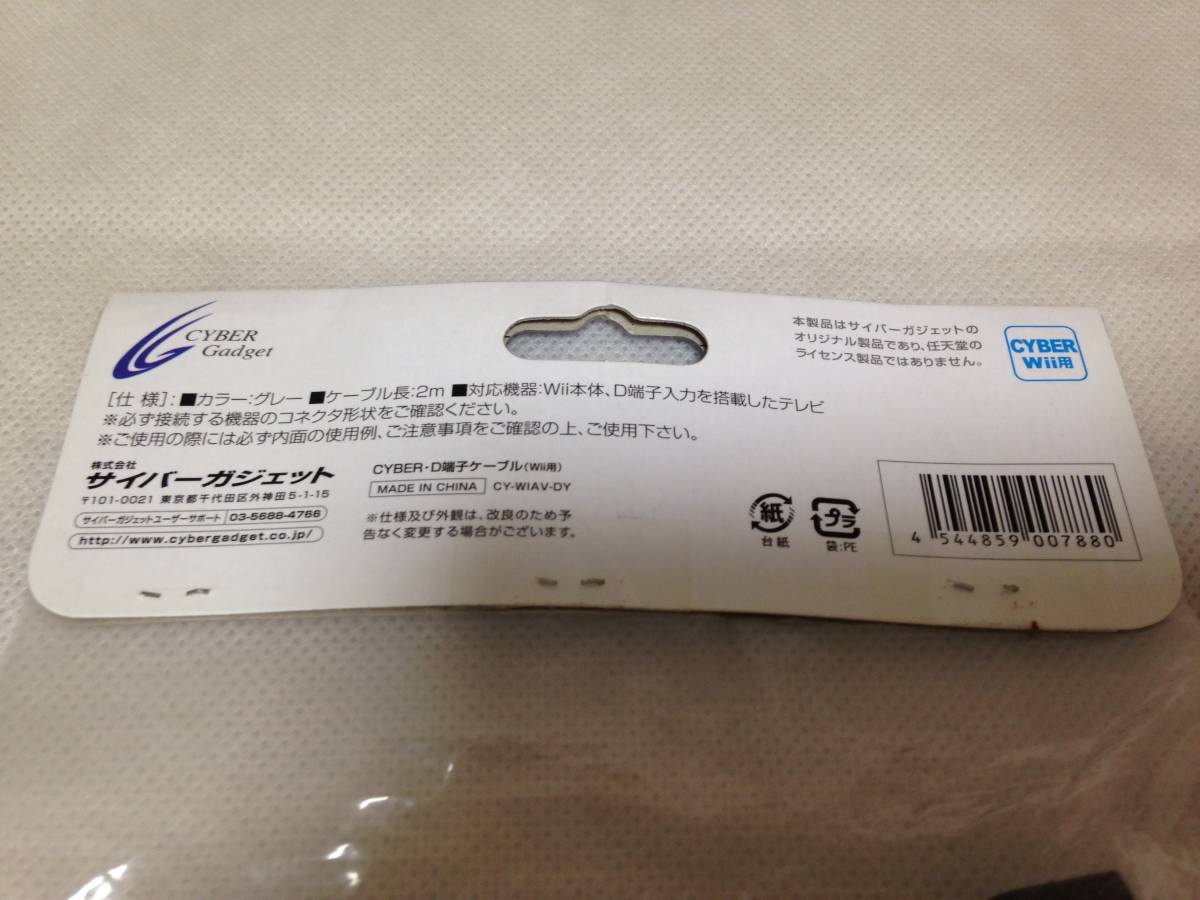 CYBER
Gadget
本製品はサイバーガジェットの
オリジナル製品であり、任天堂の
ライセンス製品ではありません。
CYBER
Wii用
[仕 様]: ■カラー:グレー ■ケーブル長:2m ■対応機器:Wii本体、D端子入力を搭載したテレビ
※必ず接続する機器のコネクタ形状をご確認ください。
※ご使用の際には必ず内面の使用例、ご注意事項をご確認の上、ご使用下さい。
株式会社
サイバーガジェット
〒101-0021 東京都千代田区外神田5-1-15
サイバーガジェットユーザーサポート 03-5688-4766
http://www.cybergadget.co.jp/
CYBER・D端子ケーブル(Wii用)
MADE IN CHINA CY-WIAV-DY
※仕様及び外観は、改良のため予
告なく変更する場合がございます。
紙
台紙
プラ
袋:PE
4 544859 007880